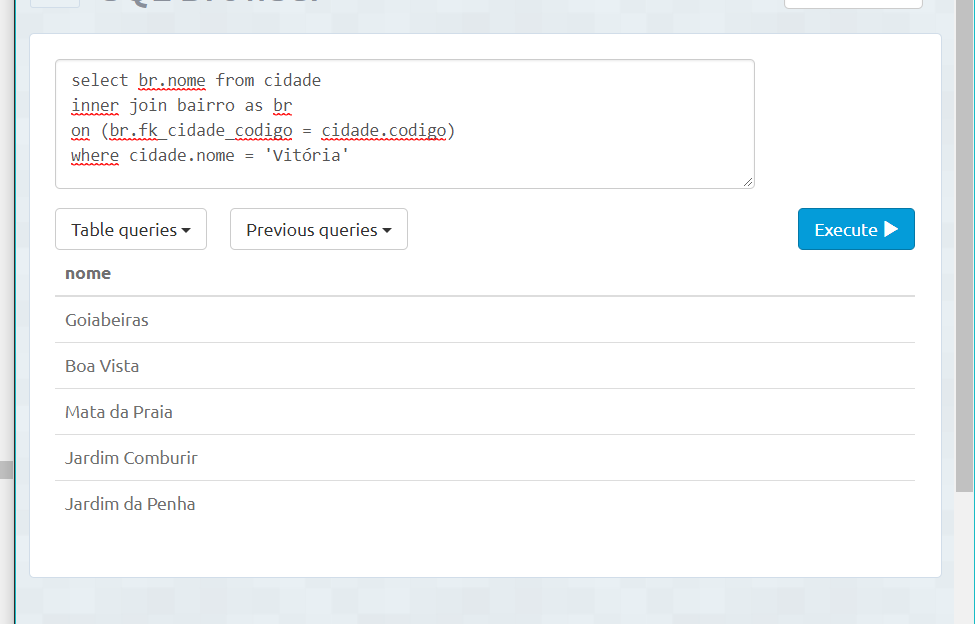 select br.nome from cidade
inner join bairro as br
on (br.fk_cidade_codigo = cidade.codigo)
where cidade.nome = 'Vitória'
Table queries
Previous queries
Execute
nome
Goiabeiras
Boa Vista
Mata da Praia
Jardim Comburir
Jardim da Penha